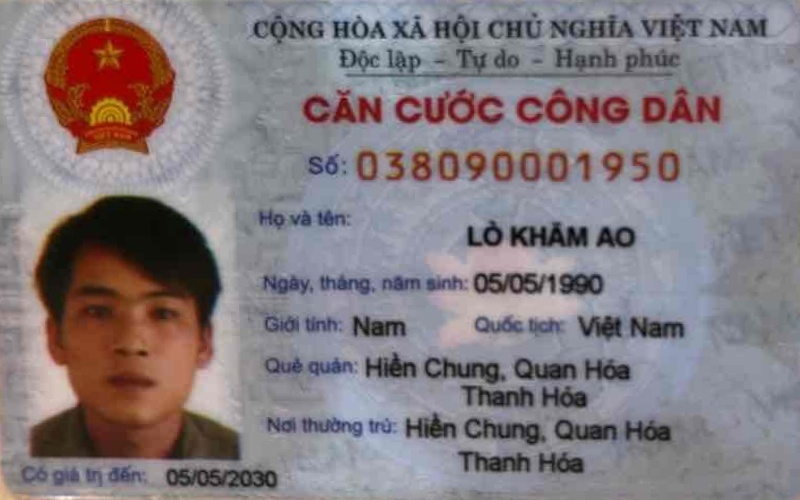 CỘNG HÒA XÃ HỘI CHỦ NGHĨA VIỆT NAM
Độc lập – Tự do – Hạnh phúc
CĂN CƯỚC CÔNG DÂN
Số: 038090001950
Họ và tên:
LÒ KHĂM AO
Ngày, tháng, năm sinh: 05/05/1990
Giới tính: Nam Quốc tịch: Việt Nam
Quê quán: Hiền Chung, Quan Hóa
Thanh Hóa
Nơi thường trú: Hiền Chung, Quan Hóa
Thanh Hóa
Có giá trị đến: 05/05/2030